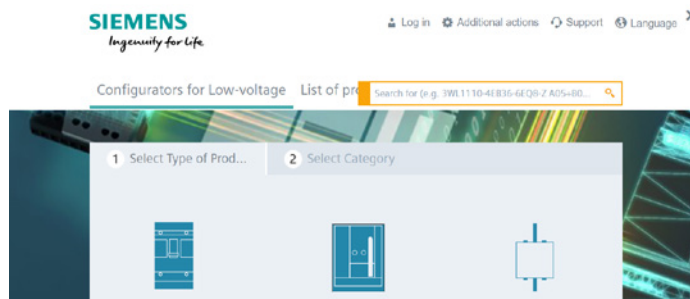 SIEMENS
Ingenuity for life
Log in Additional actions Support Language
Configurators for Low-voltage List of pr
Search for (e.g. 3WL1110-4EB36-6EQ8-Z A05+B0...
1 Select Type of Prod... 2 Select Category